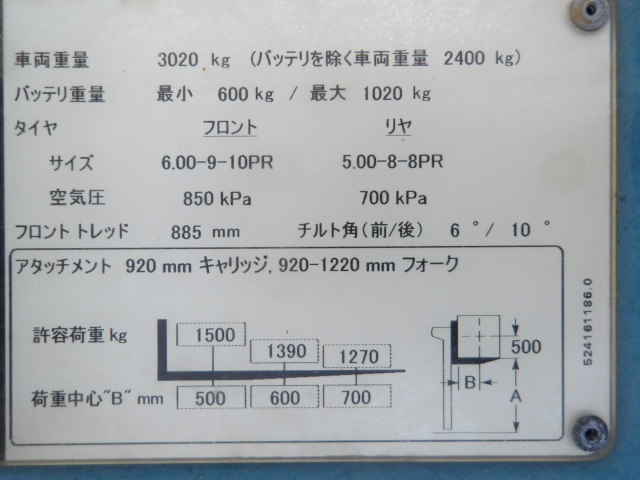 車両重量 3020 kg (バッテリを除く車両重量 2400 kg)
バッテリ重量 最小 600 kg / 最大 1020 kg
タイヤ フロント リヤ
サイズ 6.00-9-10PR 5.00-8-8PR
空気圧 850 kPa 700 kPa
フロント トレッド 885 mm チルト角(前/後) 6 ° / 10 °
アタッチメント 920 mm キャリッジ, 920-1220 mm フォーク
許容荷重 kg 1500 1390 1270
荷重中心"B" mm 500 600 700
500
B
A
524161186.0